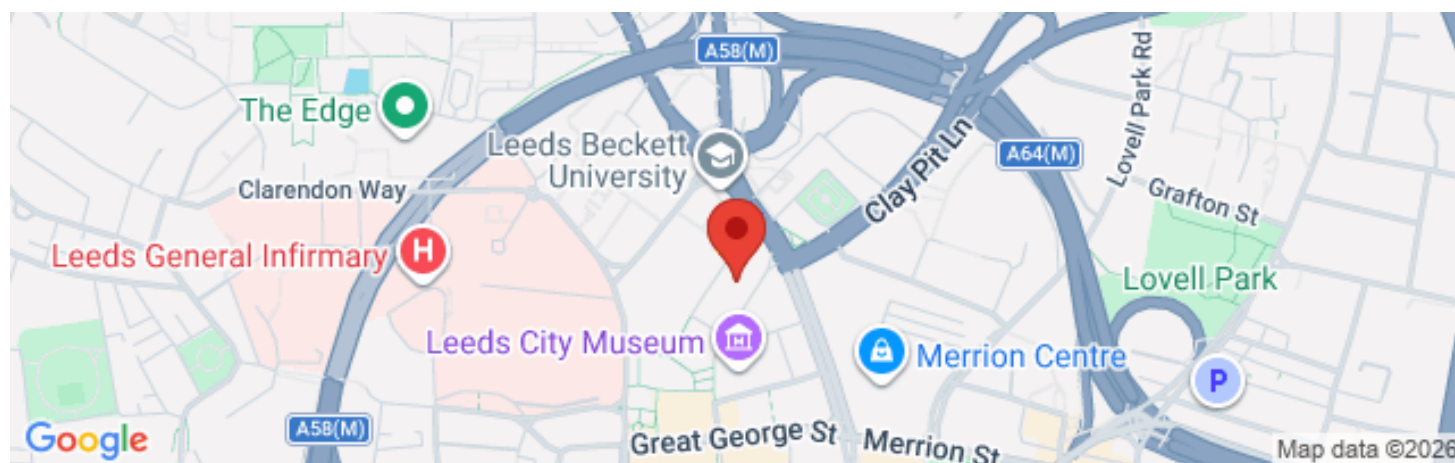 A58(M)
The Edge
Leeds Beckett
University
Clay Pit Ln
A64(M)
Lovell Park Rd
Clarendon Way
Grafton St
Leeds General Infirmary
H
Lovell Park
Leeds City Museum
Merrion Centre
P
A58(M)
Great George St
Merrion St
Google
Map data ©2026